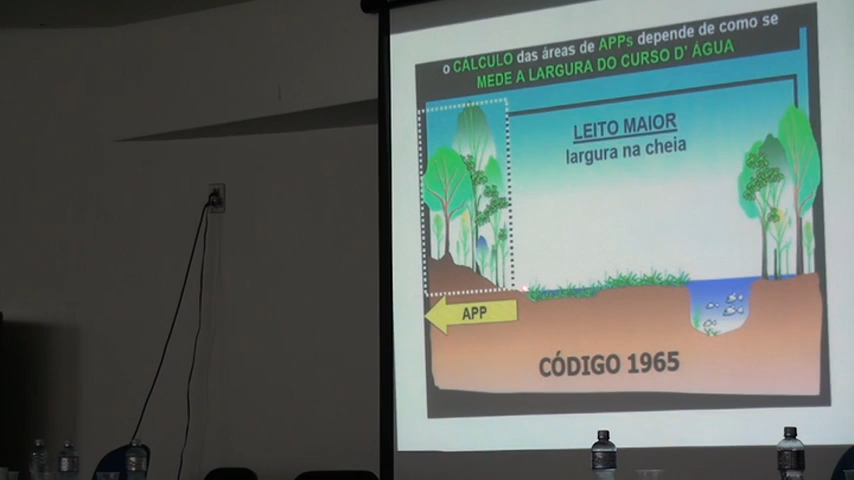 o CÁLCULO das áreas de APPs depende de como se
MEDE A LARGURA DO CURSO D' ÁGUA
LEITO MAIOR
largura na cheia
APP
CÓDIGO 1965